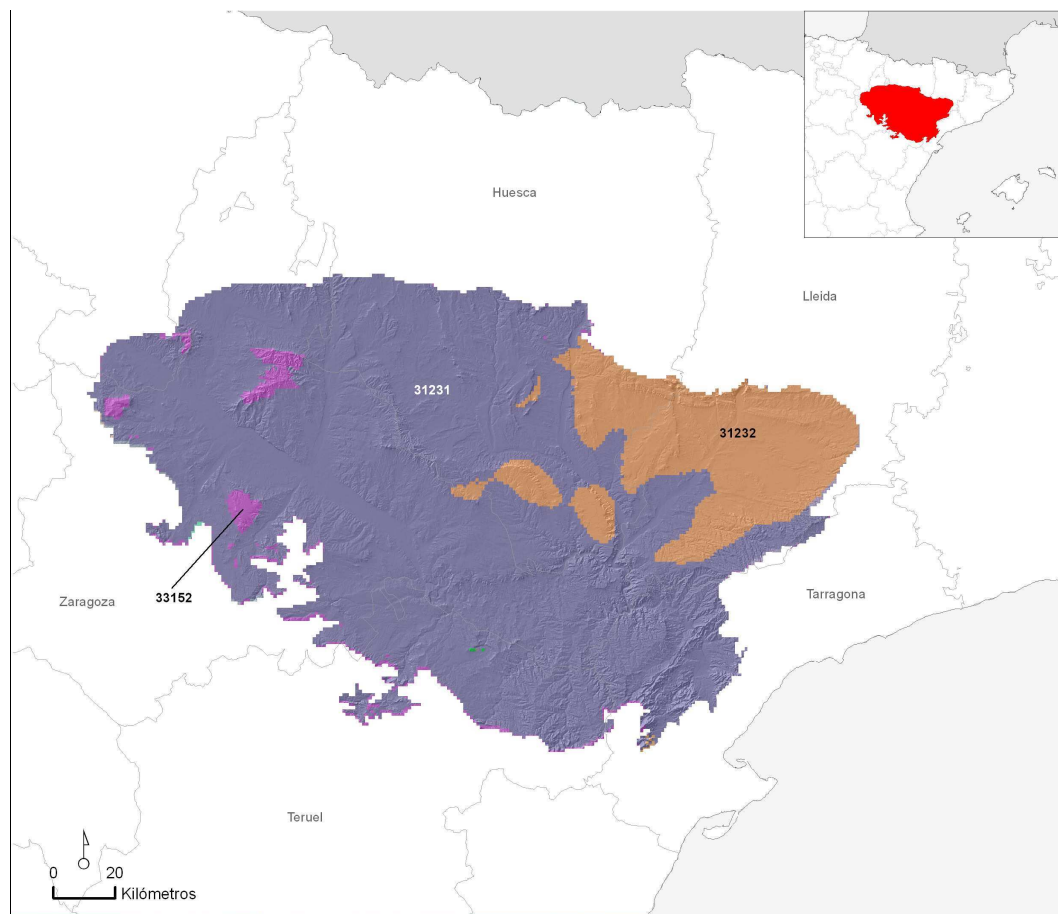 Huesca
Lleida
31231
31232
33152
Zaragoza
Tarragona
Teruel
0 20
Kilómetros